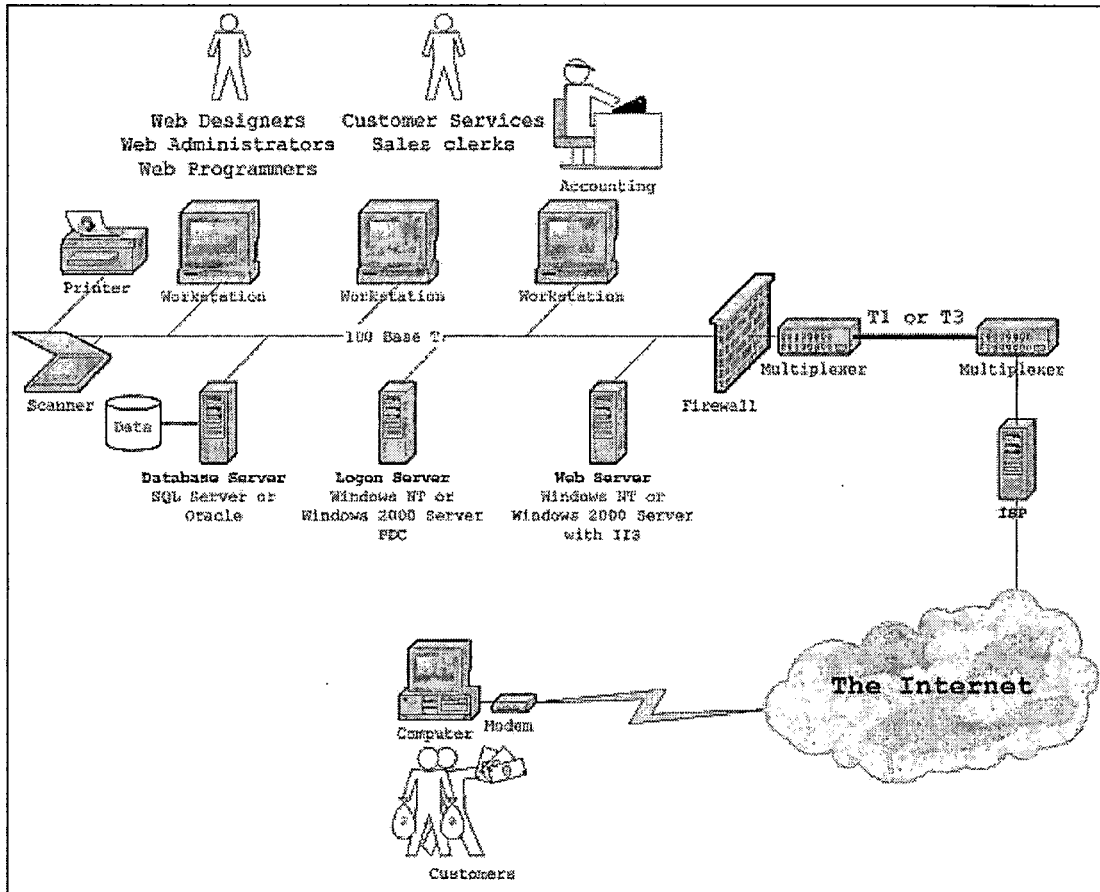 Web Designers
Web Administrators
Web Programmers
Customer Services
Sales clerks
Accounting
Printer
Workstation
Workstation
Workstation
100 Base T
T1 or T3
Multiplexer
Multiplexer
Scanner
Firewall
Data
Database Server
SQL Server or
Oracle
Logon Server
Windows NT or
Windows 2000 Server
PDC
Web Server
Windows NT or
Windows 2000 Server
with IIS
ISP
The Internet
Computer
Modem
Customers